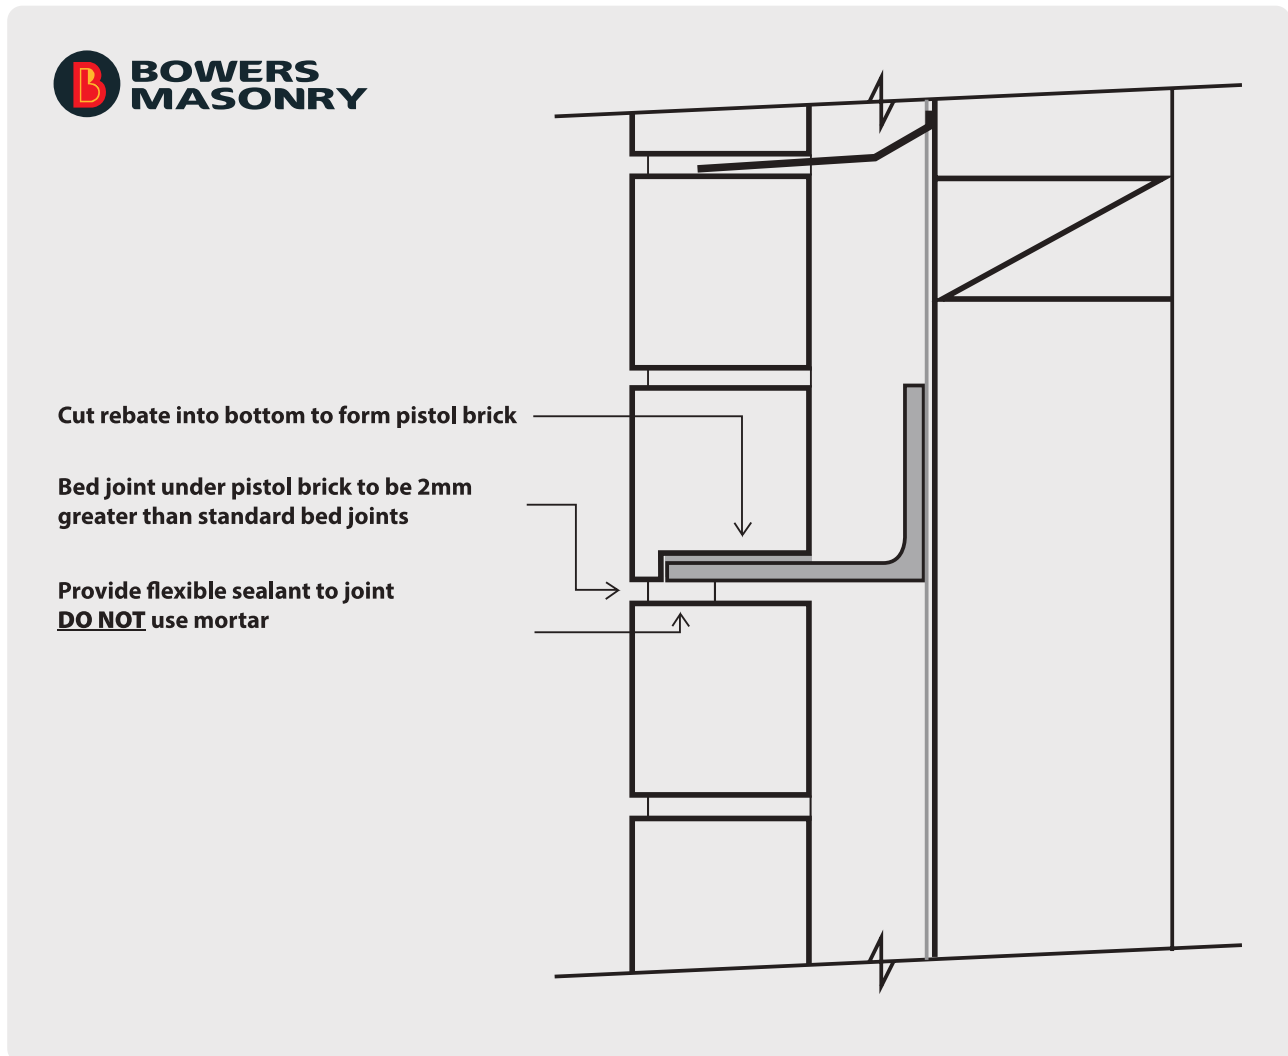 BOWERS
MASONRY
Cut rebate into bottom to form pistol brick
Bed joint under pistol brick to be 2mm
greater than standard bed joints
Provide flexible sealant to joint
DO NOT use mortar